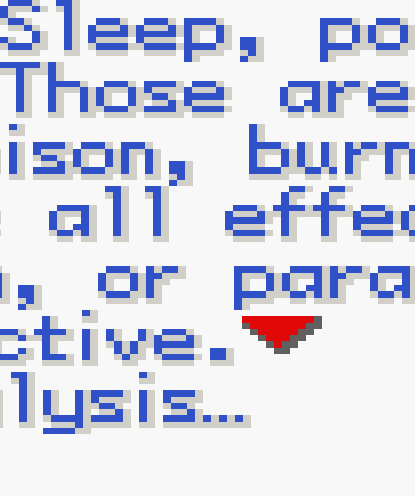 Sleep, po
Those are
ison, burn
all effec
, or para
ctive.
lysis...